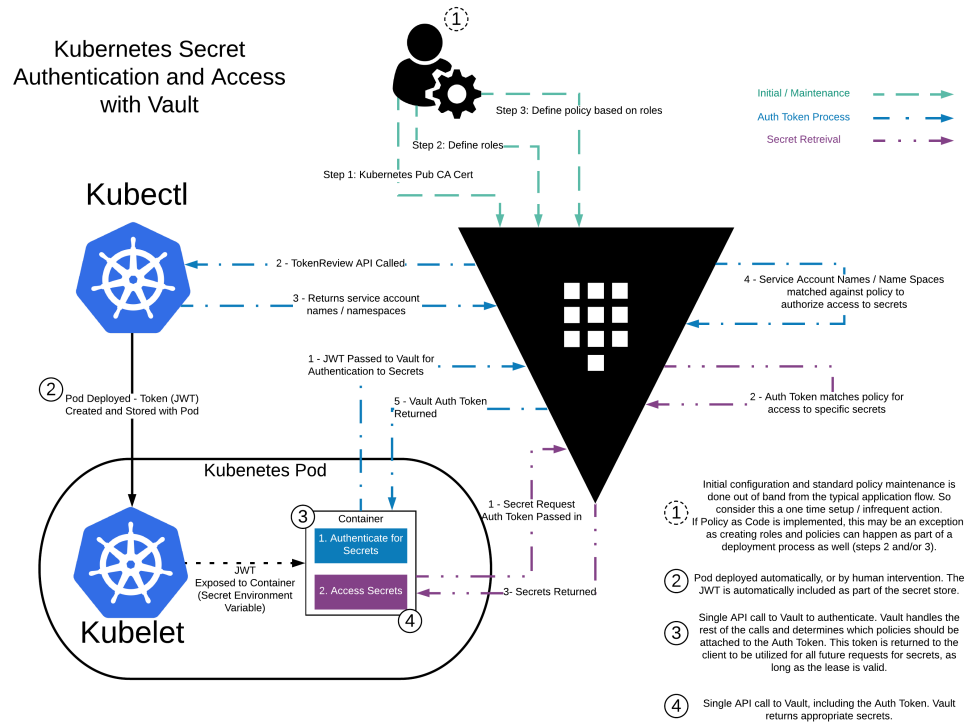 Kubernetes Secret
Authentication and Access
with Vault
1
Step 3: Define policy based on roles
Step 2: Define roles
Step 1: Kubernetes Pub CA Cert
Initial / Maintenance
Auth Token Process
Secret Retreival
Kubectl
2 - TokenReview API Called
3 - Returns service account
names / namespaces
4 - Service Account Names / Name Spaces
matched against policy to
authorize access to secrets
1 - JWT Passed to Vault for
Authentication to Secrets
2
Pod Deployed - Token (JWT)
Created and Stored with Pod
5 - Vault Auth Token
Returned
2 - Auth Token matches policy for
access to specific secrets
Kubenetes Pod
1 - Secret Request
Auth Token Passed in
3
Container
1. Authenticate for
Secrets
2. Access Secrets
4
JWT
Exposed to Container
(Secret Environment
Variable)
3- Secrets Returned
Kubelet
1
Initial configuration and standard policy maintenance is
done out of band from the typical application flow. So
consider this a one time setup / infrequent action.
If Policy as Code is implemented, this may be an exception
as creating roles and policies can happen as part of a
deployment process as well (steps 2 and/or 3).
2
Pod deployed automatically, or by human intervention. The
JWT is automatically included as part of the secret store.
3
Single API call to Vault to authenticate. Vault handles the
rest of the calls and determines which policies should be
attached to the Auth Token. This token is returned to the
client to be utilized for all future requests for secrets, as
long as the lease is valid.
4
Single API call to Vault, including the Auth Token. Vault
returns appropriate secrets.